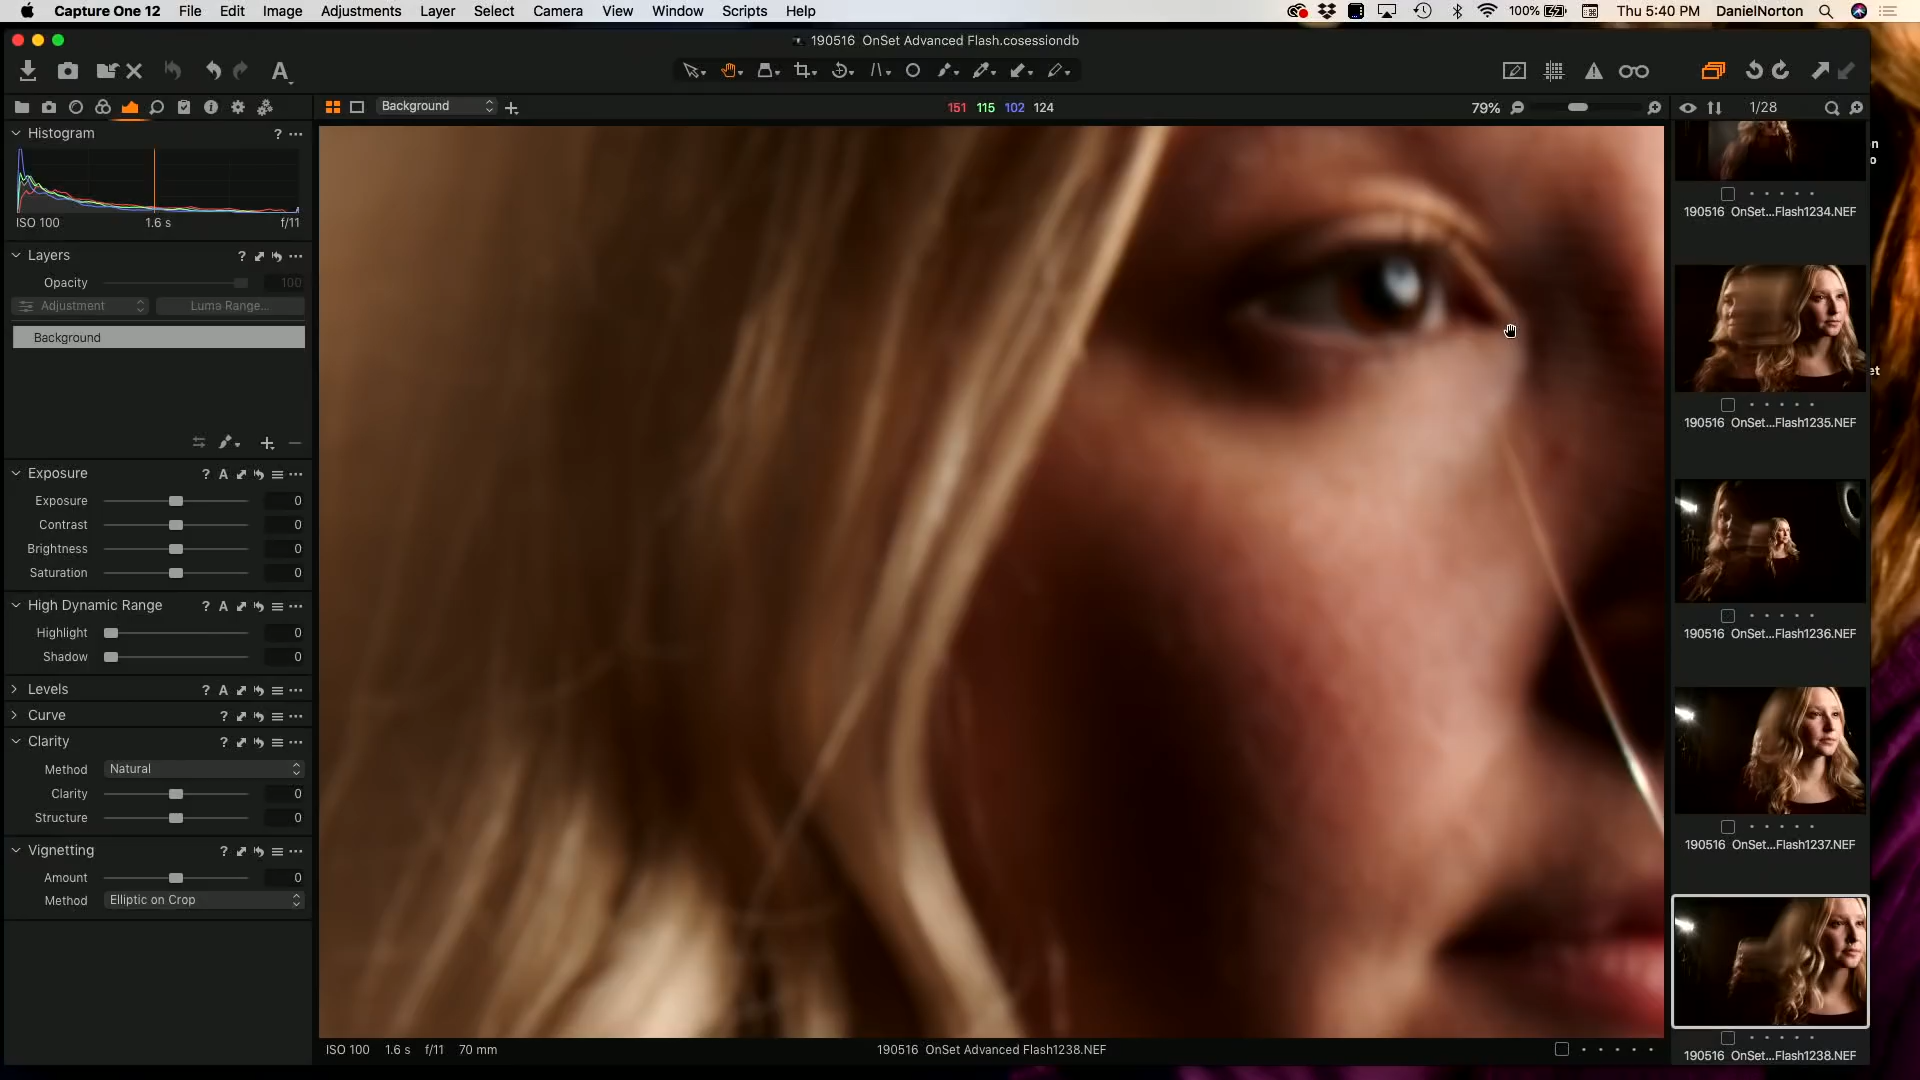 Capture One 12 File Edit Image Adjustments Layer Select Camera View Window Scripts Help 100% Thu 5:40 PM DanielNorton
190516 OnSet Advanced Flash.cosessiondb
A
Background 151 115 102 124 79% 1/28
Histogram ?
ISO 100 1.6 s f/11
Layers ?
Opacity 100
Adjustment Luma Range...
Background
Exposure ? A
Exposure 0
Contrast 0
Brightness 0
Saturation 0
High Dynamic Range ? A
Highlight 0
Shadow 0
Levels ? A
Curve ?
Clarity ?
Method Natural
Clarity 0
Structure 0
Vignetting ?
Amount 0
Method Elliptic on Crop
ISO 100 1.6 s f/11 70 mm 190516 OnSet Advanced Flash1238.NEF
190516 OnSet...Flash1234.NEF
190516 OnSet...Flash1235.NEF
190516 OnSet...Flash1236.NEF
190516 OnSet...Flash1237.NEF
190516 OnSet...Flash1238.NEF
n
o
et